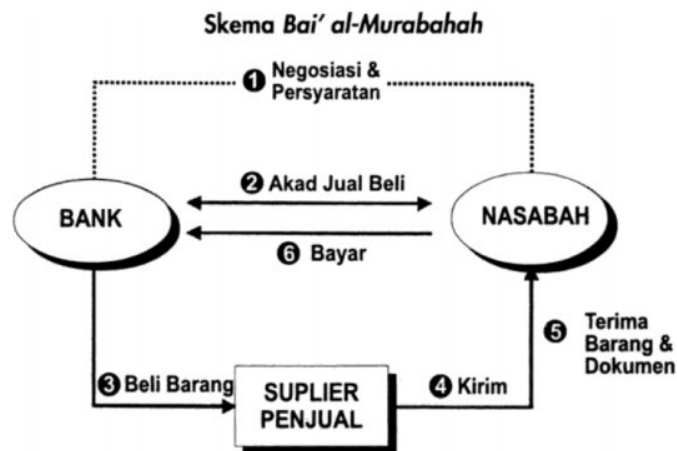 Skema Bai' al-Murabahah
1 Negosiasi &
Persyaratan
2 Akad Jual Beli
BANK
NASABAH
6 Bayar
5 Terima
Barang &
Dokumen
3 Beli Barang
SUPLIER
PENJUAL
4 Kirim